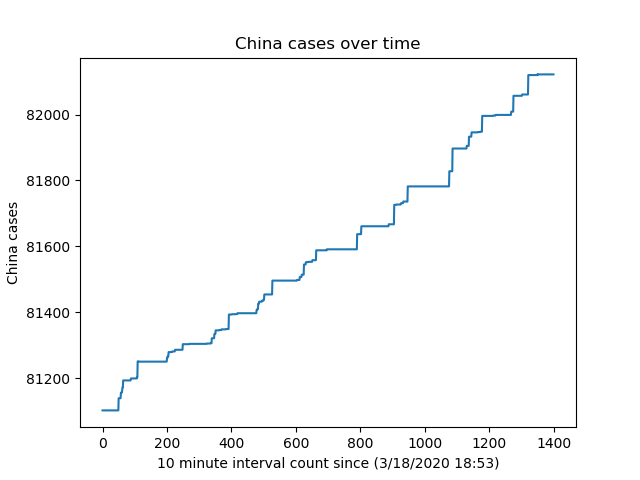 China cases over time
China cases
82000
81800
81600
81400
81200
0 200 400 600 800 1000 1200 1400
10 minute interval count since (3/18/2020 18:53)